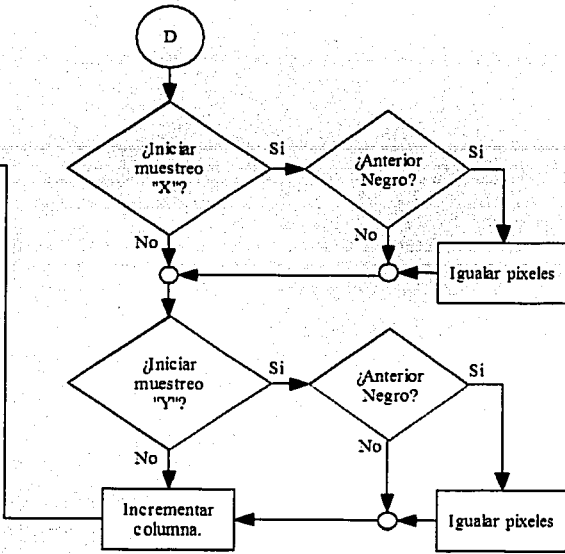 D
¿Iniciar
muestreo
"X"?
Si
¿Anterior
Negro?
Si
No
No
Igualar pixeles
¿Iniciar
muestreo
"Y"?
Si
¿Anterior
Negro?
Si
No
No
Incrementar
columna.
Igualar pixeles